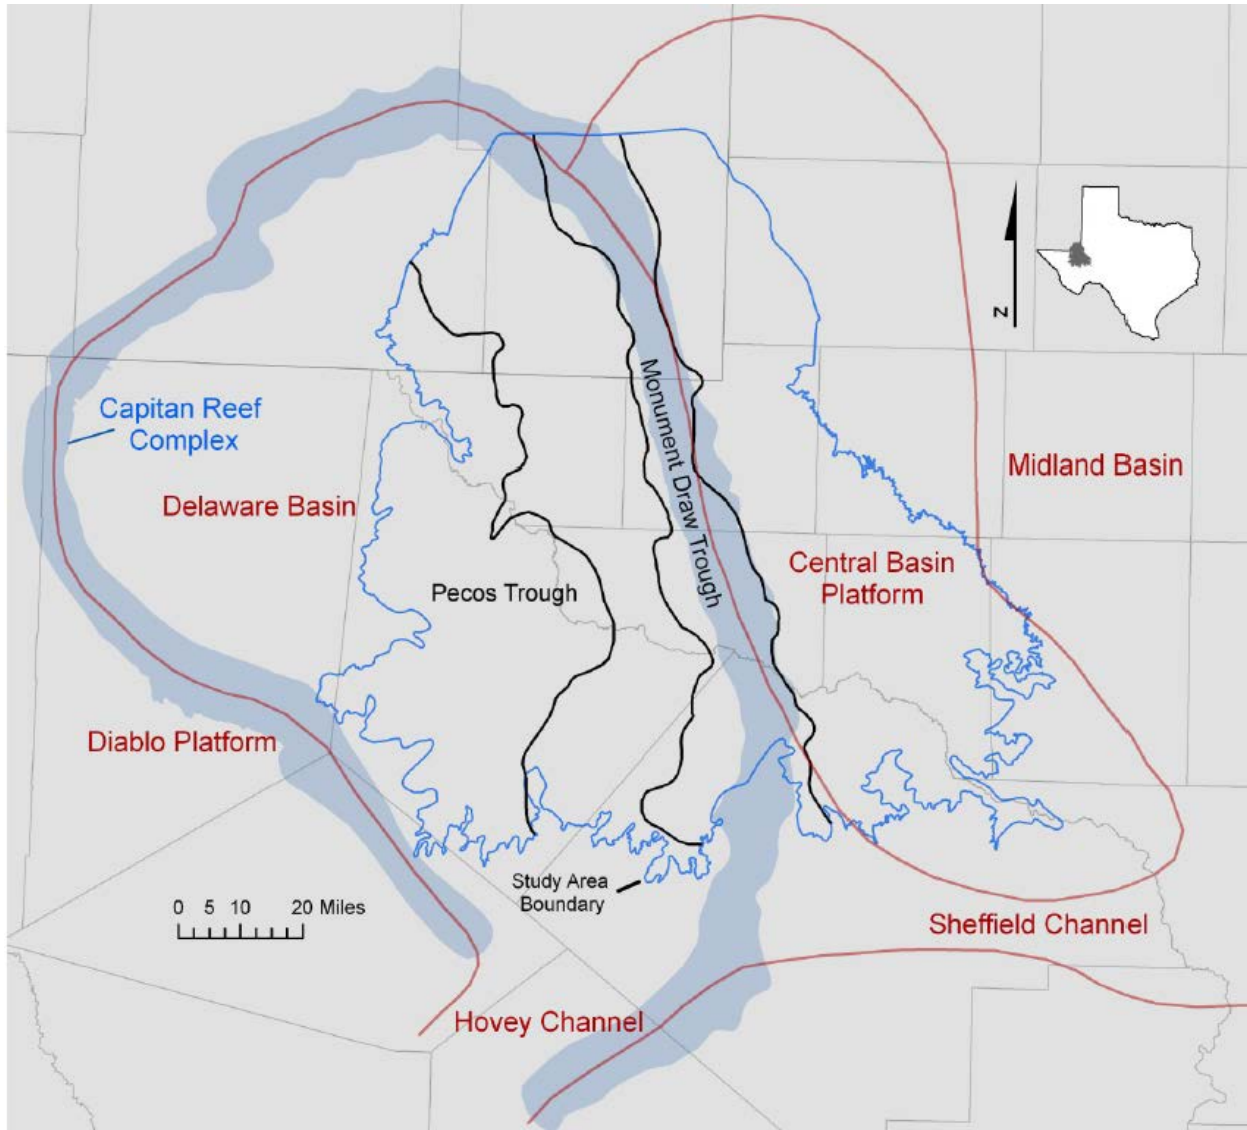 N
Monument Draw Trough
Capitan Reef
Complex
Midland Basin
Delaware Basin
Central Basin
Platform
Pecos Trough
Diablo Platform
Study Area
Boundary
0 5 10 20 Miles
Sheffield Channel
Hovey Channel